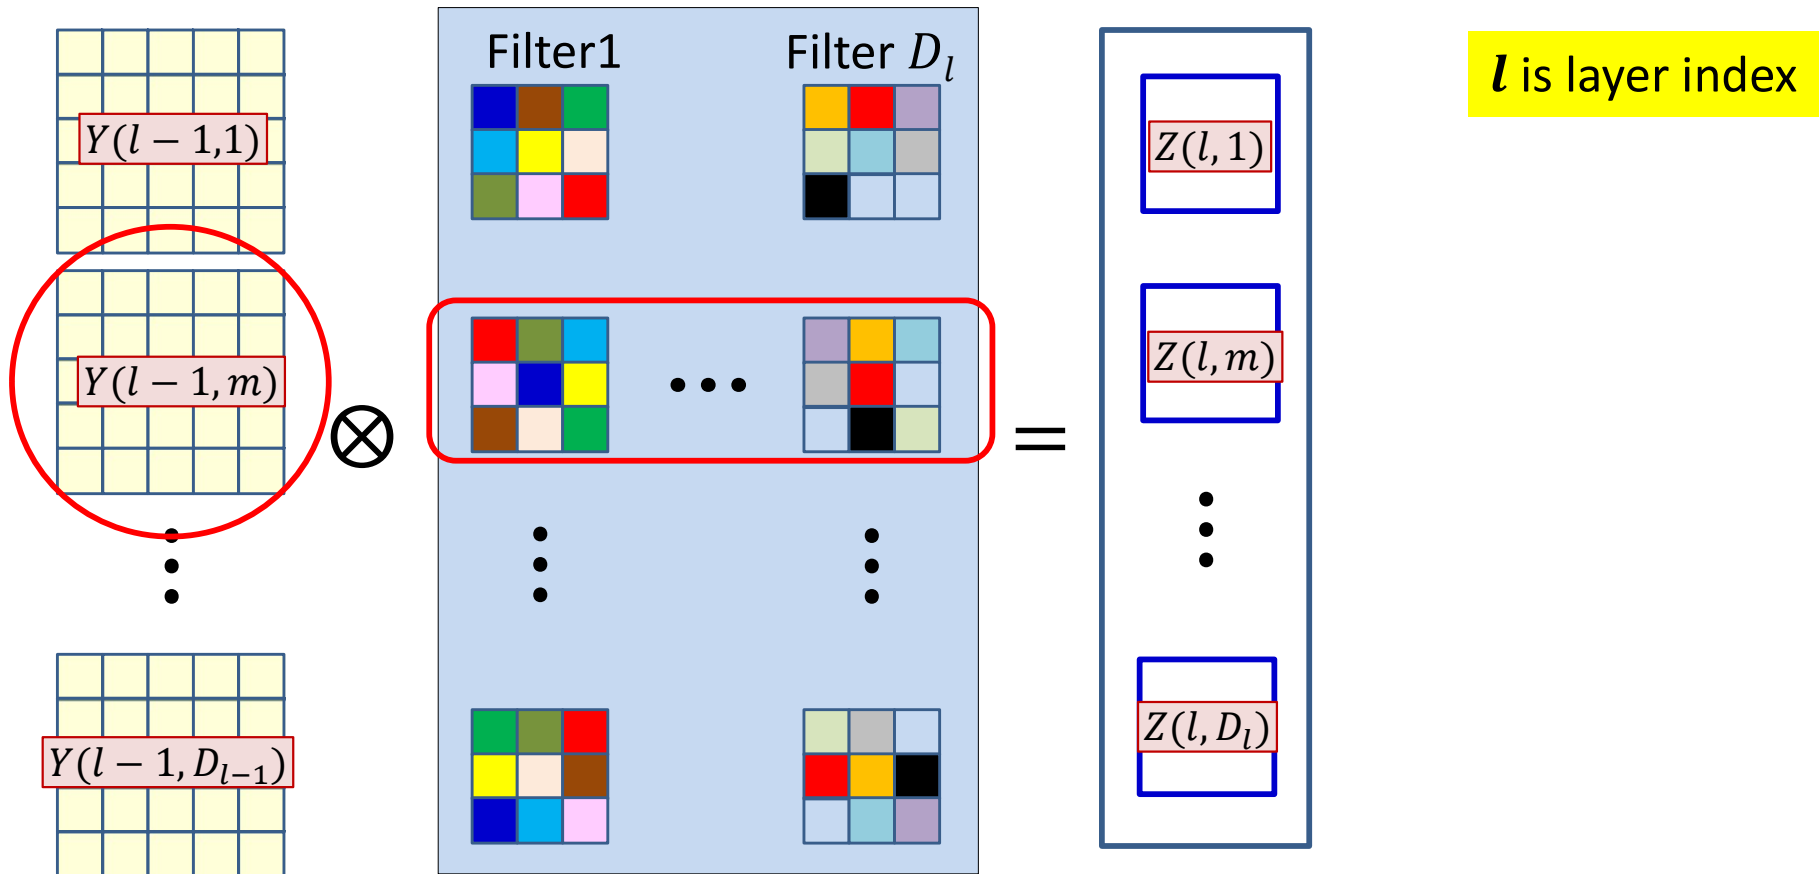 Filter1
Filter D_l
l is layer index
Y(l − 1,1)
Z(l, 1)
Y(l − 1, m)
⊗
=
Z(l, m)
Y(l − 1, D_{l−1})
Z(l, D_l)